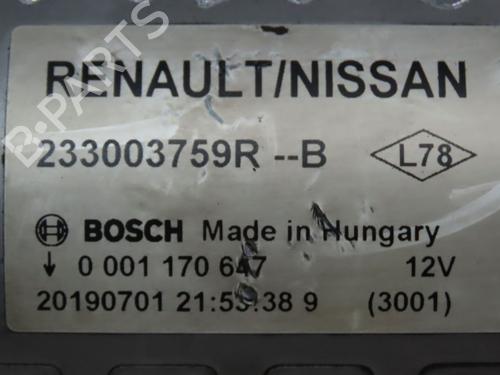 B-PARTS
RENAULT/NISSAN
233003759R --B L78
BOSCH Made in Hungary
↓ 0 001 170 647 12V
20190701 21:53:38 9 (3001)